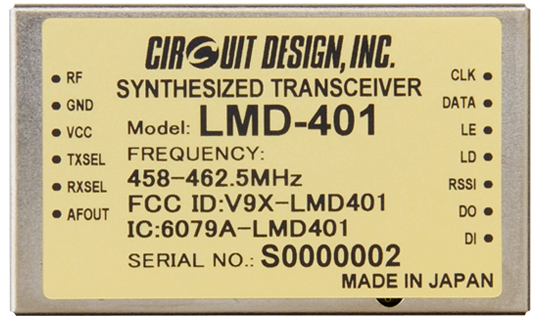 CIRCUIT DESIGN, INC.
SYNTHESIZED TRANSCEIVER
Model: LMD-401
FREQUENCY:
458-462.5MHz
FCC ID:V9X-LMD401
IC:6079A-LMD401
SERIAL NO.: S0000002
MADE IN JAPAN
RF
GND
VCC
TXSEL
RXSEL
AFOUT
CLK
DATA
LE
LD
RSSI
DO
DI